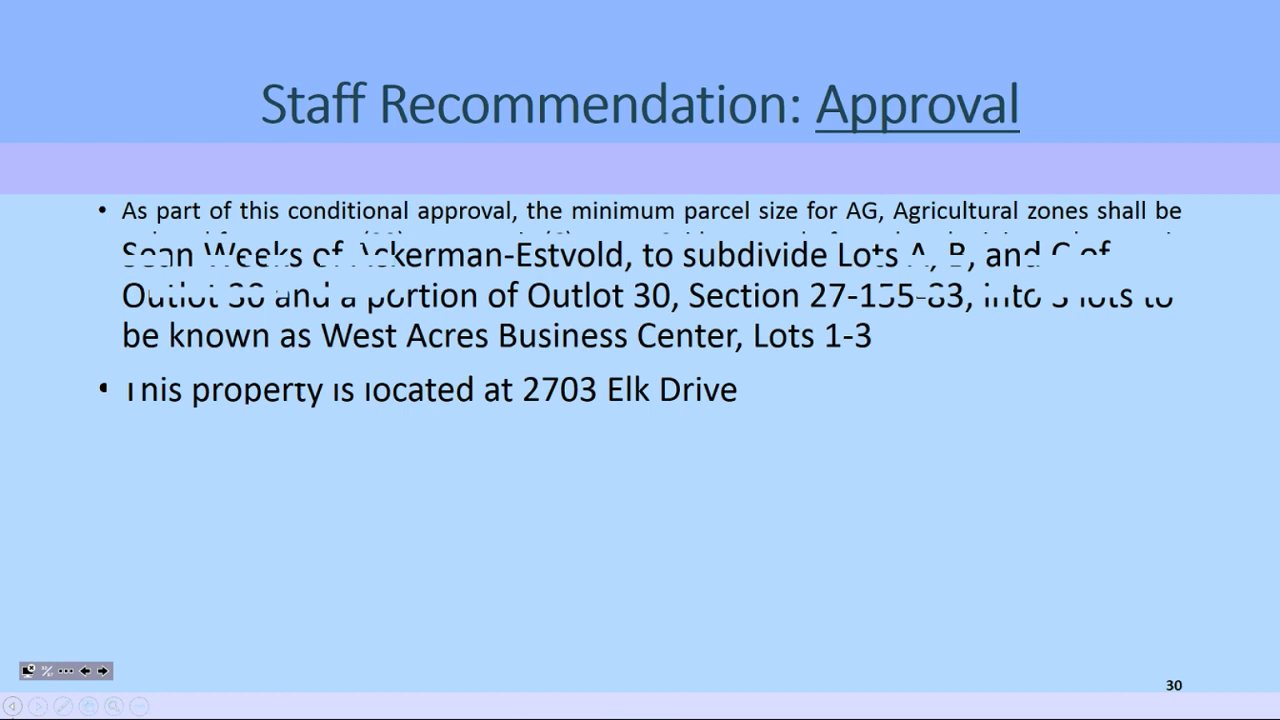 Staff Recommendation: Approval
• As part of this conditional approval, the minimum parcel size for AG, Agricultural zones shall be
Sean Weeks of Ackerman-Estvold, to subdivide Lots A, B, and C of
Outlot 30 and a portion of Outlot 30, Section 27-155-83, into 3 lots to
be known as West Acres Business Center, Lots 1-3
• This property is located at 2703 Elk Drive
30